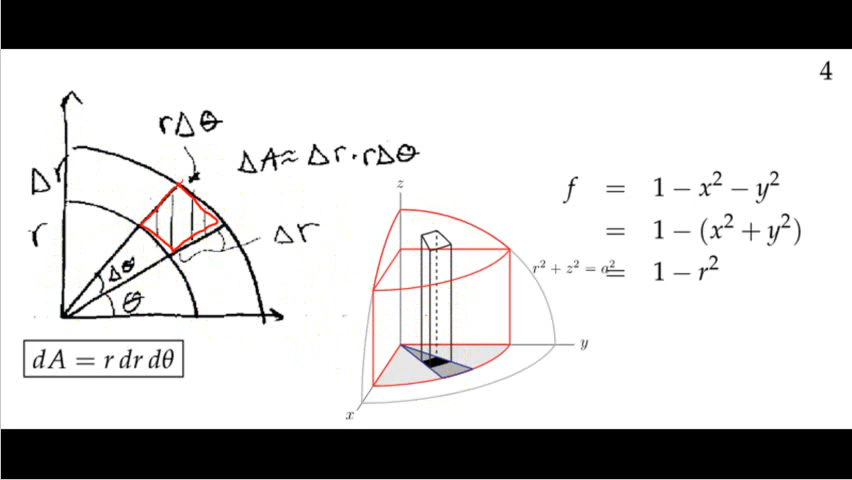 4
rΔθ
ΔA≈Δr·rΔθ
Δr
r
Δr
Δθ
θ
dA = r dr dθ
z
r² + z² = a²
y
x
f = 1 − x² − y²
= 1 − (x² + y²)
= 1 − r²